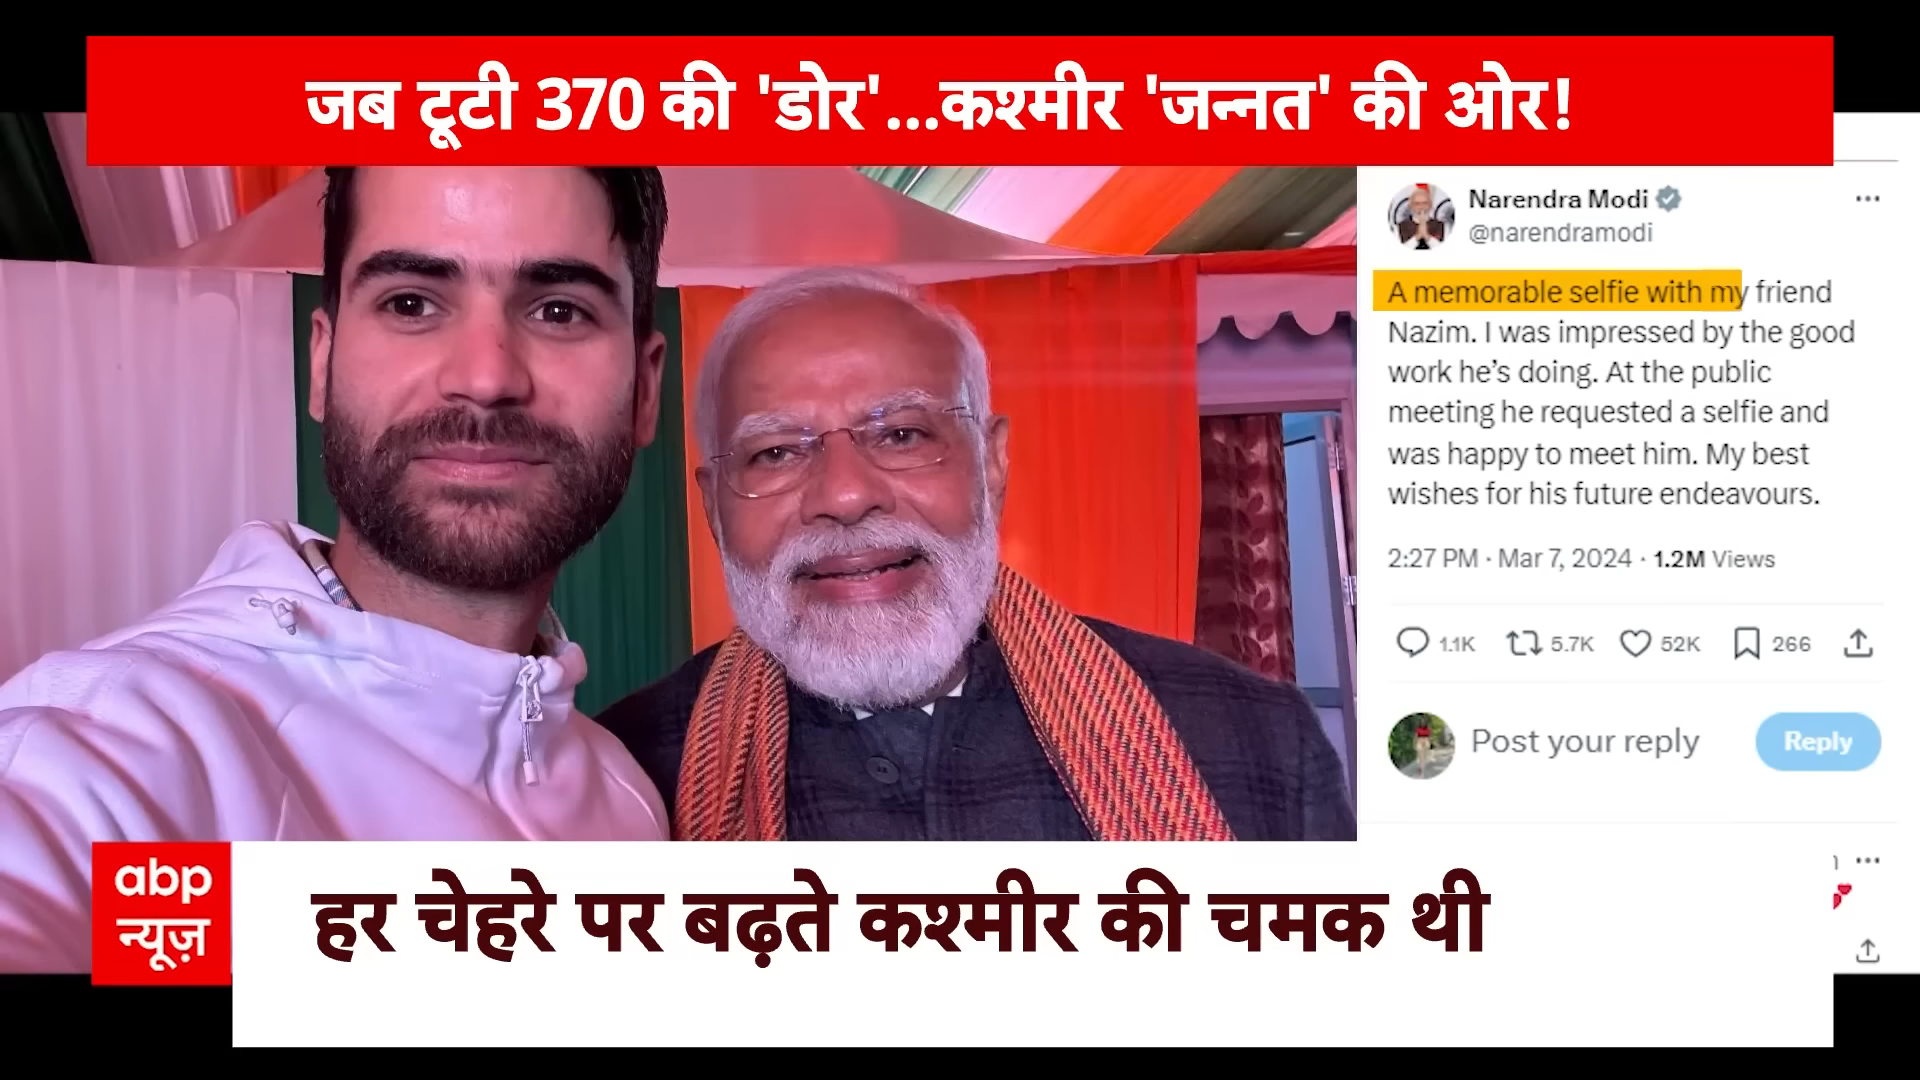 जब टूटी 370 की 'डोर'...कश्मीर 'जन्नत' की ओर!
Narendra Modi
@narendramodi
A memorable selfie with my friend
Nazim. I was impressed by the good
work he’s doing. At the public
meeting he requested a selfie and
was happy to meet him. My best
wishes for his future endeavours.
2:27 PM · Mar 7, 2024 · 1.2M Views
1.1K 5.7K 52K 266
Post your reply Reply
abp
न्यूज़
हर चेहरे पर बढ़ते कश्मीर की चमक थी